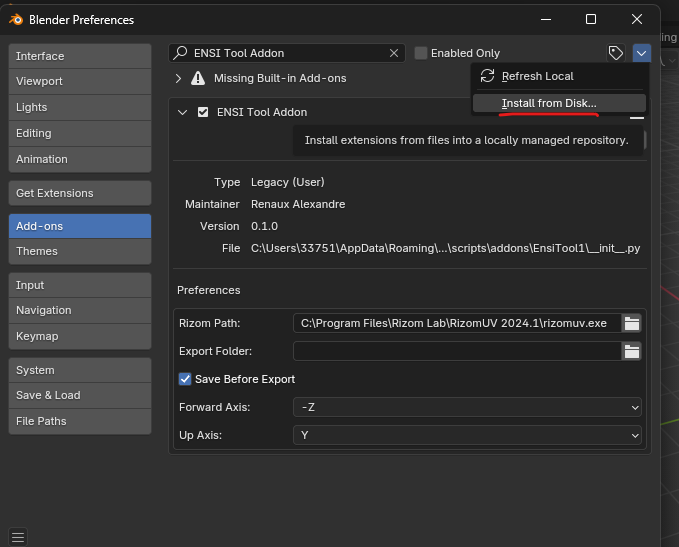 Blender Preferences
Interface
Viewport
Lights
Editing
Animation
Get Extensions
Add-ons
Themes
Input
Navigation
Keymap
System
Save & Load
File Paths
ENSI Tool Addon
Enabled Only
Missing Built-in Add-ons
Refresh Local
Install from Disk...
Install extensions from files into a locally managed repository.
ENSI Tool Addon
Type Legacy (User)
Maintainer Renaux Alexandre
Version 0.1.0
File C:\Users\33751\AppData\Roaming\...\scripts\addons\EnsiTool1\__init__.py
Preferences
Rizom Path: C:\Program Files\Rizom Lab\RizomUV 2024.1\rizomuv.exe
Export Folder:
Save Before Export
Forward Axis: -Z
Up Axis: Y